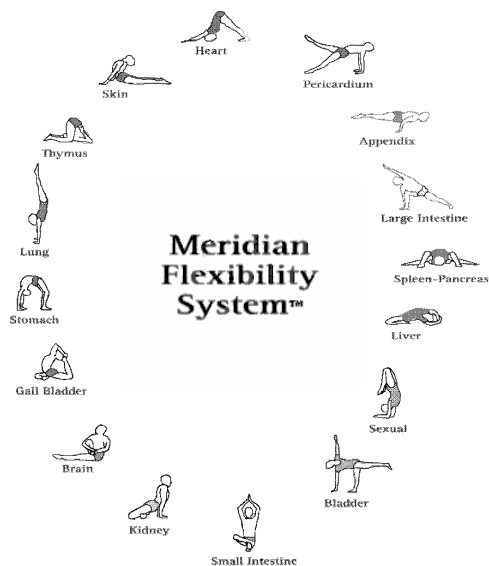 Heart
Pericardium
Skin
Appendix
Thymus
Large Intestine
Lung
Meridian
Flexibility
System™
Spleen-Pancreas
Stomach
Liver
Gail Bladder
Sexual
Brain
Bladder
Kidney
Small Intestine